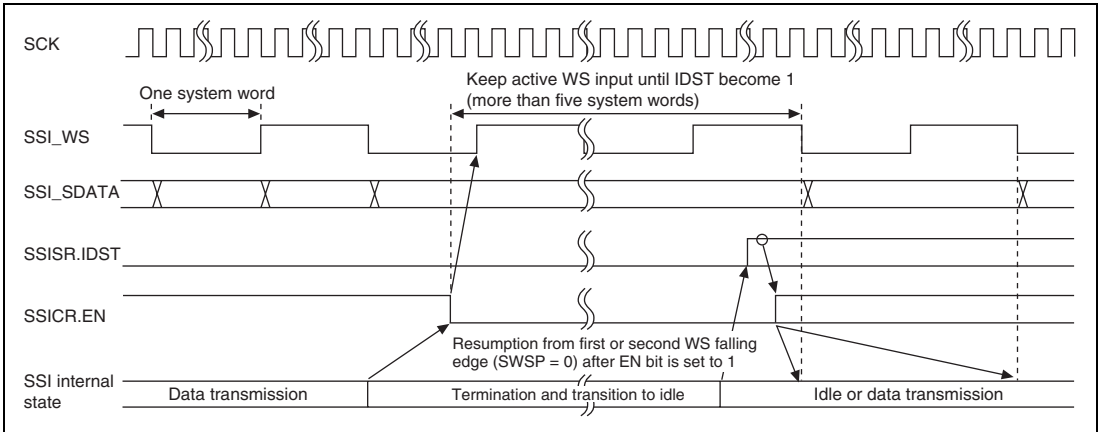 SCK
Keep active WS input until IDST become 1
(more than five system words)
One system word
SSI_WS
SSI_SDATA
SSISR.IDST
SSICR.EN
Resumption from first or second WS falling
edge (SWSP = 0) after EN bit is set to 1
SSI internal
state
Data transmission
Termination and transition to idle
Idle or data transmission